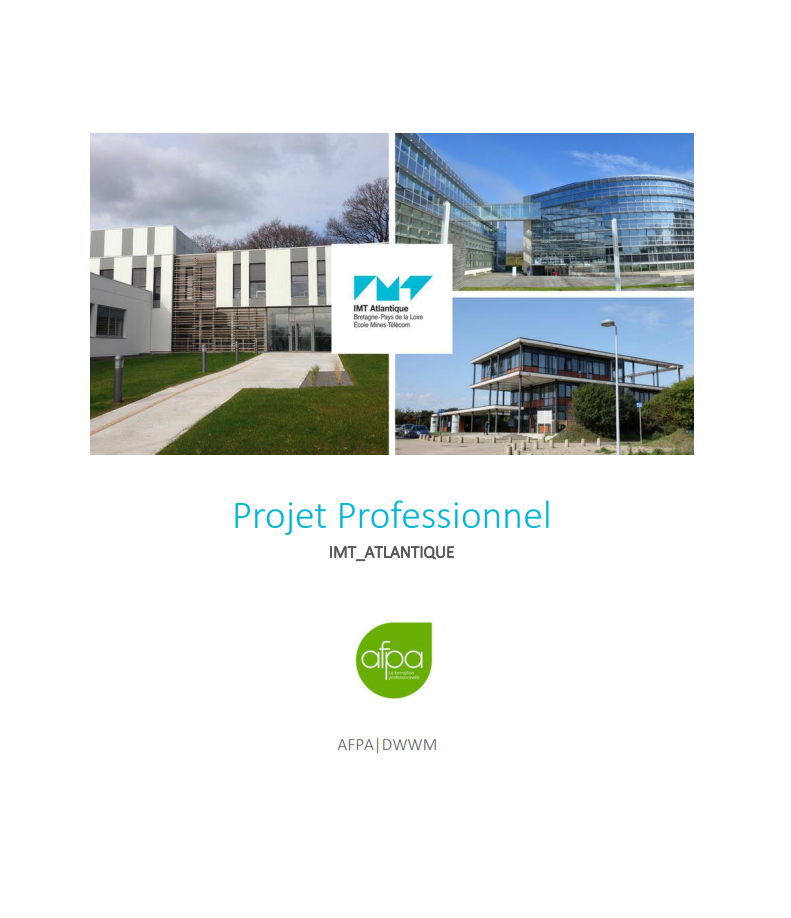 IMT Atlantique
Bretagne-Pays de la Loire
École Mines-Télécom
Projet Professionnel
IMT_ATLANTIQUE
afpa
La formation
professionnelle
AFPA|DWWM